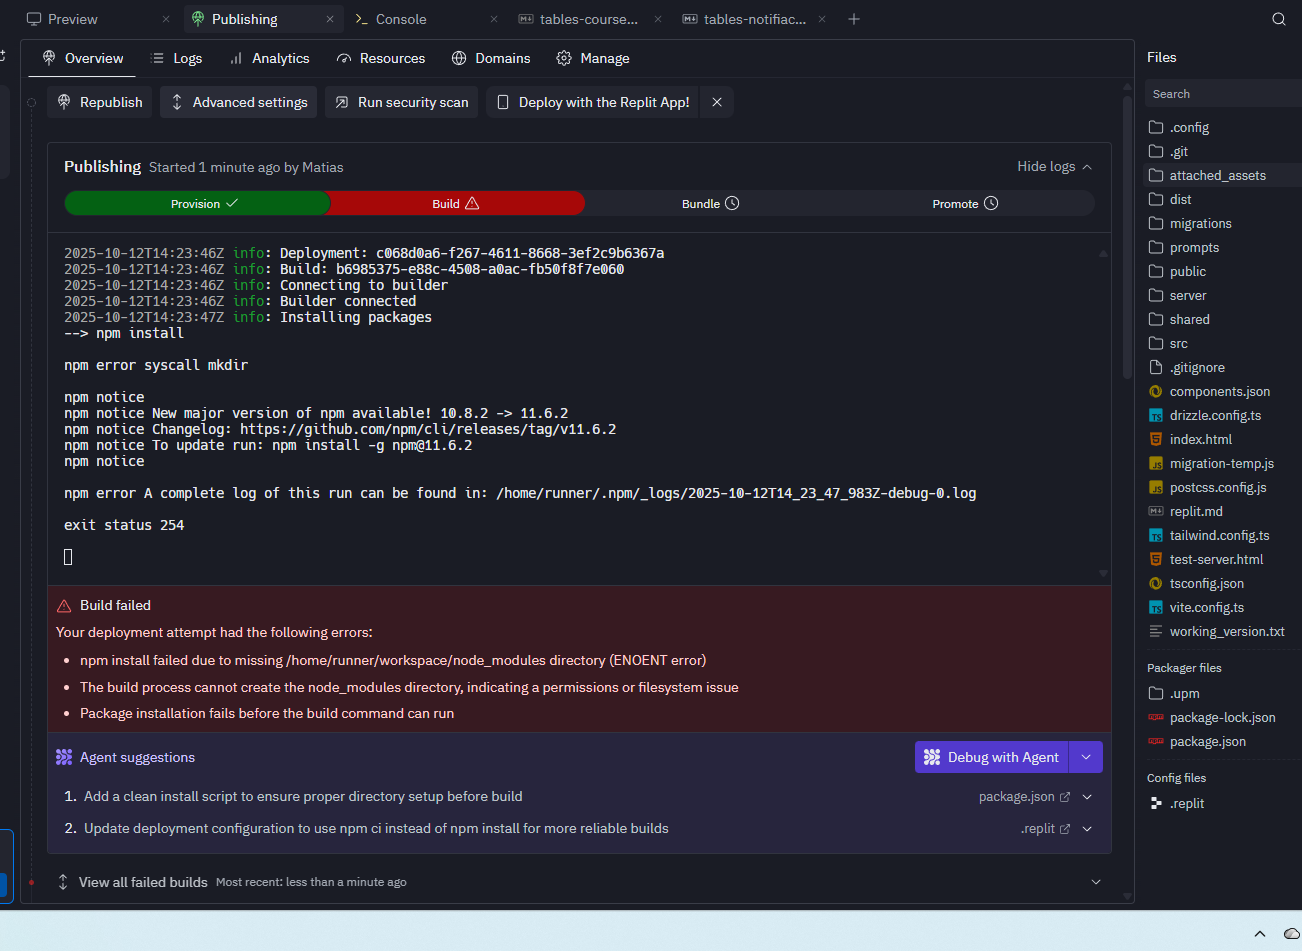 Preview
Publishing
Console
tables-course...
tables-notifiac...
Overview
Logs
Analytics
Resources
Domains
Manage
Republish
Advanced settings
Run security scan
Deploy with the Replit App!
Publishing Started 1 minute ago by Matias
Hide logs
Provision
Build
Bundle
Promote
2025-10-12T14:23:46Z info: Deployment: c068d0a6-f267-4611-8668-3ef2c9b6367a
2025-10-12T14:23:46Z info: Build: b6985375-e88c-4508-a0ac-fb50f8f7e060
2025-10-12T14:23:46Z info: Connecting to builder
2025-10-12T14:23:46Z info: Builder connected
2025-10-12T14:23:47Z info: Installing packages
--> npm install
npm error syscall mkdir
npm notice
npm notice New major version of npm available! 10.8.2 -> 11.6.2
npm notice Changelog: https://github.com/npm/cli/releases/tag/v11.6.2
npm notice To update run: npm install -g npm@11.6.2
npm notice
npm error A complete log of this run can be found in: /home/runner/.npm/_logs/2025-10-12T14_23_47_983Z-debug-0.log
exit status 254
Build failed
Your deployment attempt had the following errors:
• npm install failed due to missing /home/runner/workspace/node_modules directory (ENOENT error)
• The build process cannot create the node_modules directory, indicating a permissions or filesystem issue
• Package installation fails before the build command can run
Agent suggestions
Debug with Agent
1. Add a clean install script to ensure proper directory setup before build
package.json
2. Update deployment configuration to use npm ci instead of npm install for more reliable builds
.replit
View all failed builds Most recent: less than a minute ago
Files
Search
.config
.git
attached_assets
dist
migrations
prompts
public
server
shared
src
.gitignore
components.json
TS drizzle.config.ts
index.html
JS migration-temp.js
JS postcss.config.js
replit.md
TS tailwind.config.ts
test-server.html
tsconfig.json
TS vite.config.ts
working_version.txt
Packager files
.upm
package-lock.json
package.json
Config files
.replit